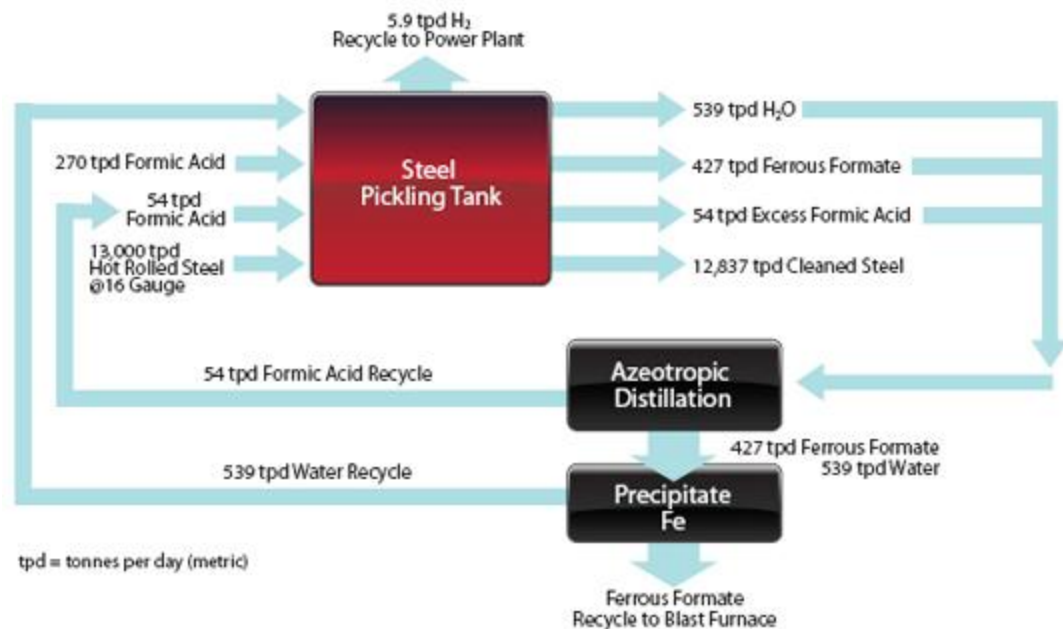 5.9 tpd H₂
Recycle to Power Plant
539 tpd H₂O
270 tpd Formic Acid
Steel
Pickling Tank
427 tpd Ferrous Formate
54 tpd
Formic Acid
54 tpd Excess Formic Acid
13,000 tpd
Hot Rolled Steel
@16 Gauge
12,837 tpd Cleaned Steel
54 tpd Formic Acid Recycle
Azeotropic
Distillation
427 tpd Ferrous Formate
539 tpd Water
539 tpd Water Recycle
Precipitate
Fe
tpd = tonnes per day (metric)
Ferrous Formate
Recycle to Blast Furnace